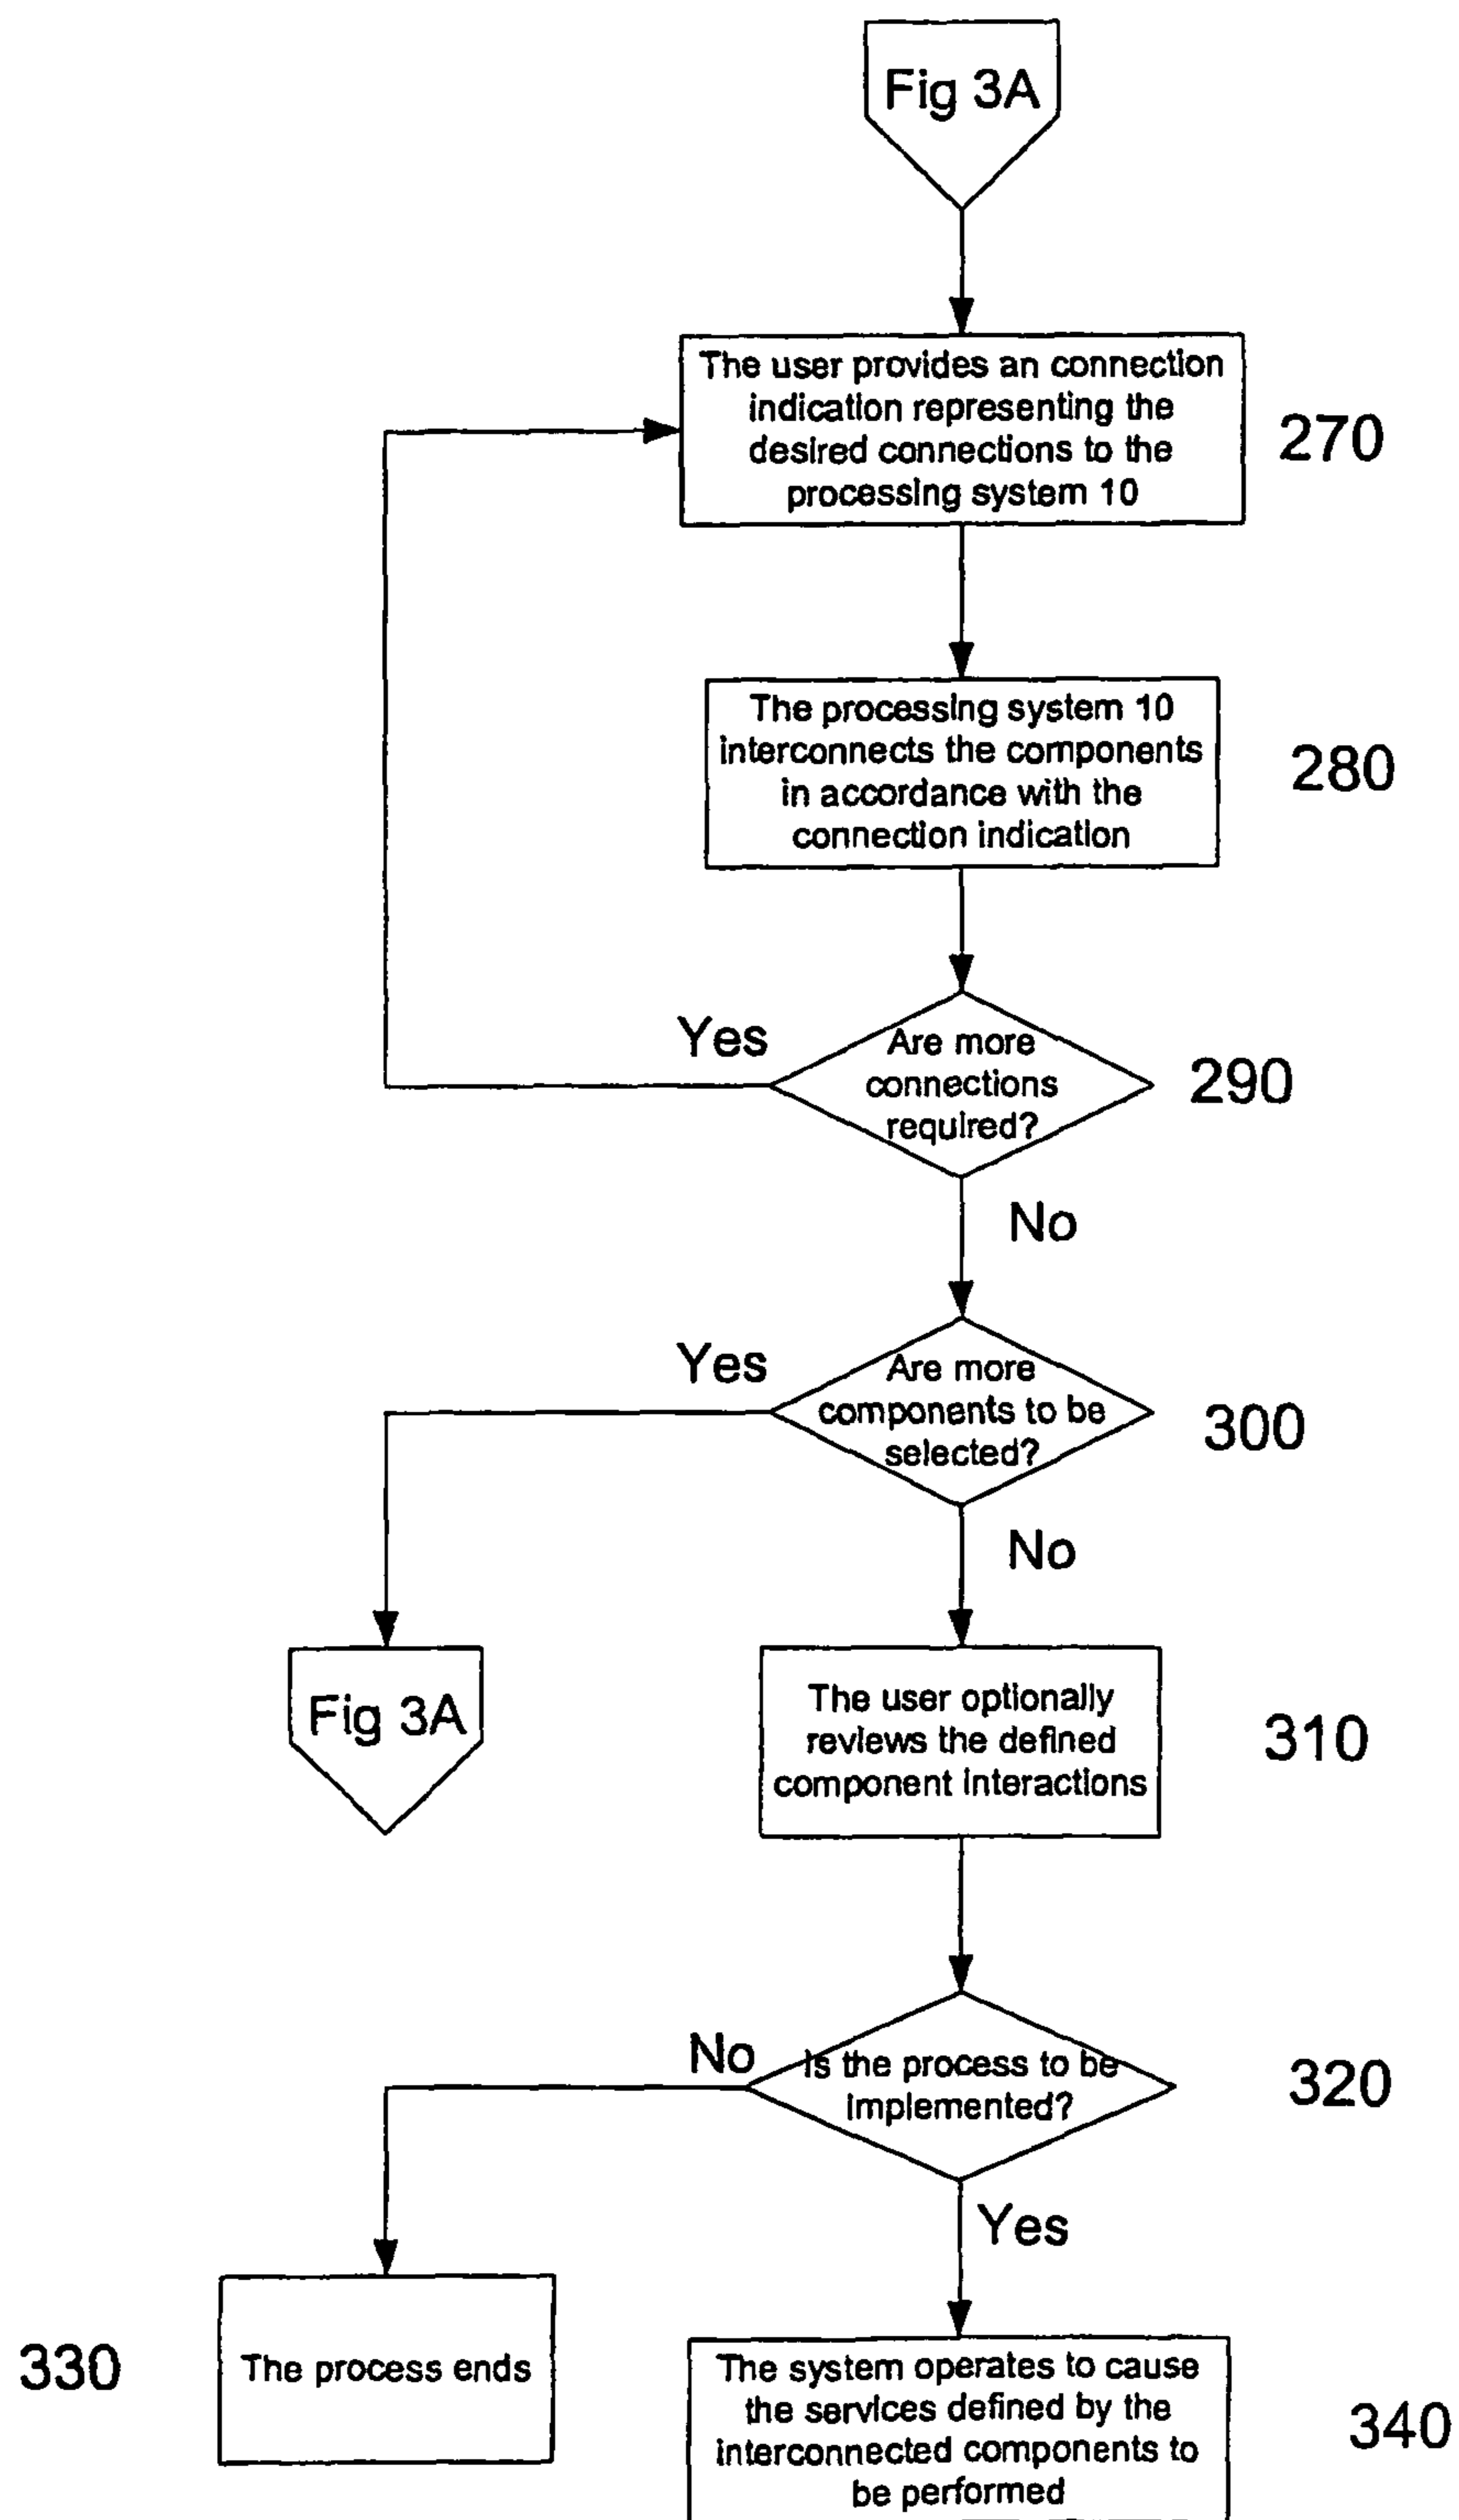 Fig 3A
The user provides an connection
indication representing the
desired connections to the
processing system 10
270
The processing system 10
interconnects the components
in accordance with the
connection indication
280
Yes
Are more
connections
required?
290
No
Yes
Are more
components to be
selected?
300
No
Fig 3A
The user optionally
reviews the defined
component interactions
310
No
Is the process to be
implemented?
320
Yes
330
The process ends
The system operates to cause
the services defined by the
interconnected components to
be performed
340